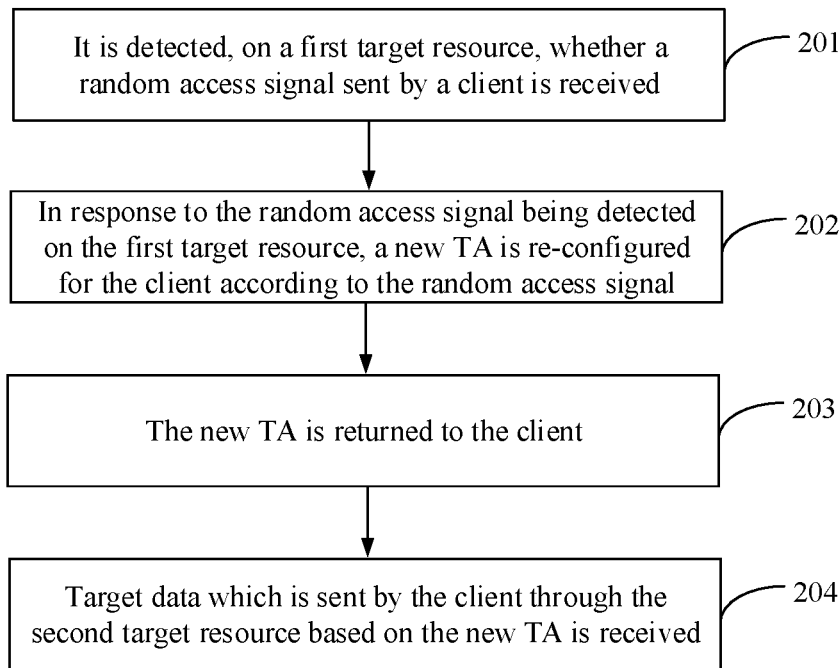 It is detected, on a first target resource, whether a
random access signal sent by a client is received
201
In response to the random access signal being detected
on the first target resource, a new TA is re-configured
for the client according to the random access signal
202
The new TA is returned to the client
203
Target data which is sent by the client through the
second target resource based on the new TA is received
204